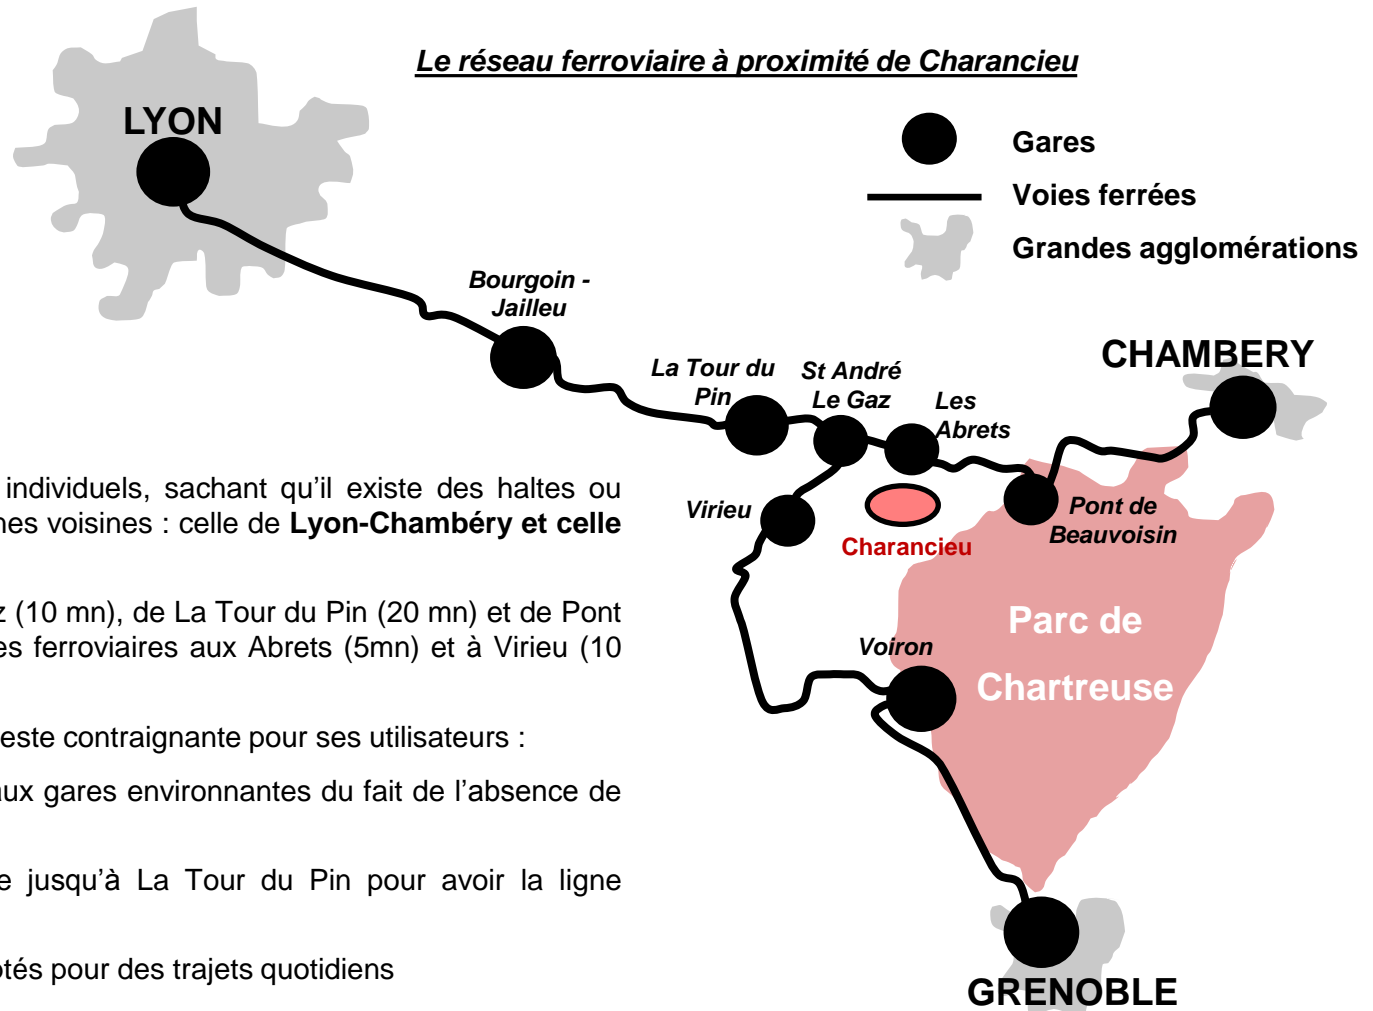 Le réseau ferroviaire à proximité de Charancieu
LYON
Gares
Voies ferrées
Grandes agglomérations
Bourgoin -
Jailleu
CHAMBERY
La Tour du
Pin
St André
Le Gaz
Les
Abrets
Virieu
Charancieu
Pont de
Beauvoisin
Parc de
Chartreuse
Voiron
GRENOBLE
individuels, sachant qu’il existe des haltes ou
nes voisines : celle de Lyon-Chambéry et celle
z (10 mn), de La Tour du Pin (20 mn) et de Pont
es ferroviaires aux Abrets (5mn) et à Virieu (10
este contraignante pour ses utilisateurs :
aux gares environnantes du fait de l’absence de
e jusqu’à La Tour du Pin pour avoir la ligne
otés pour des trajets quotidiens